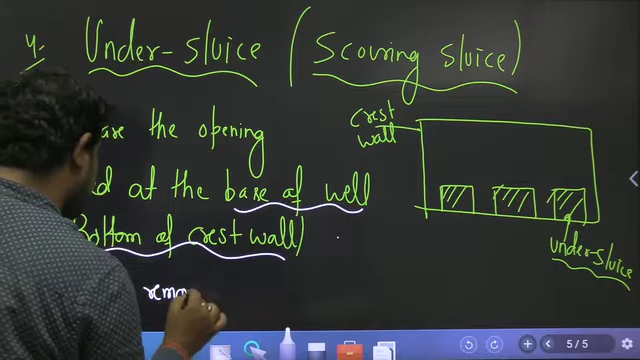 4. Under-sluice (Scouring sluice)
the opening
at the base of well
Bottom of crest wall)
crest
wall
under-sluice
5/5